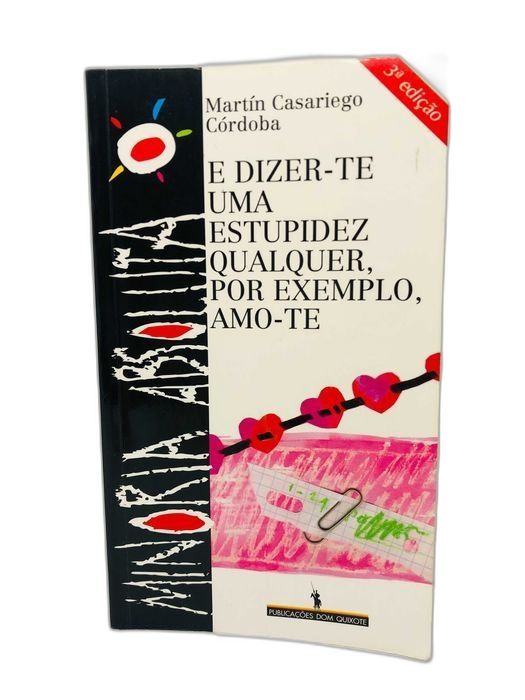 3ª edição
Martín Casariego
Córdoba
E DIZER-TE
UMA
ESTUPIDEZ
QUALQUER,
POR EXEMPLO,
AMO-TE
MINORIA ABSOLUTA
PUBLICAÇÕES DOM QUIXOTE